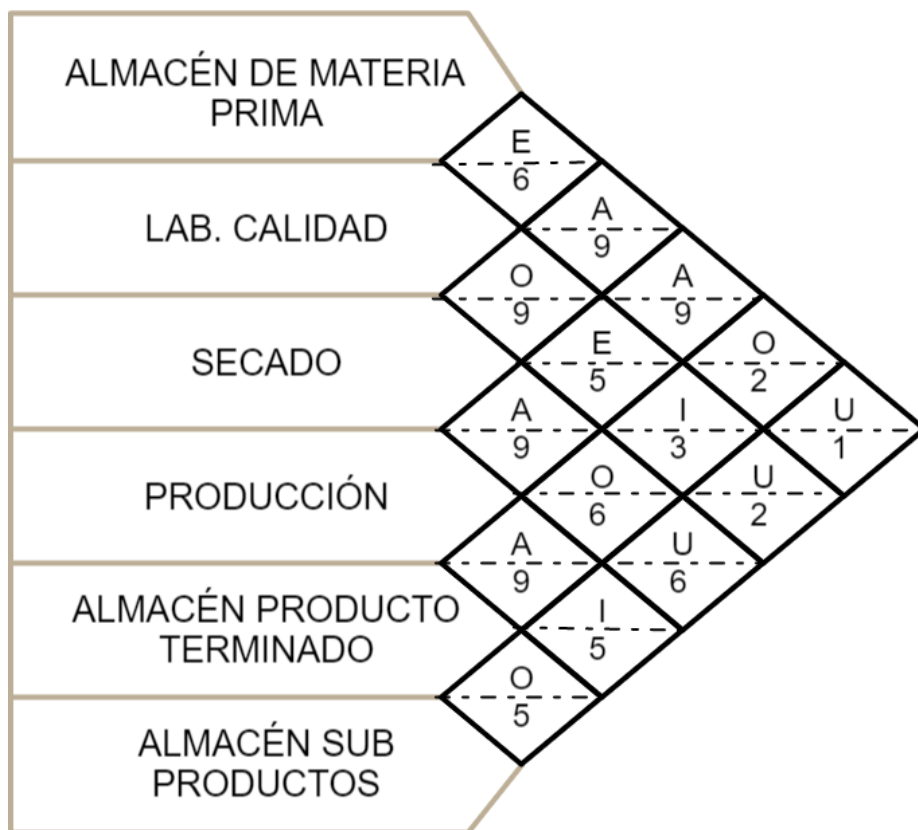 ALMACÉN DE MATERIA
PRIMA
LAB. CALIDAD
SECADO
PRODUCCIÓN
ALMACÉN PRODUCTO
TERMINADO
ALMACÉN SUB
PRODUCTOS
E
6
A
9
O
9
A
9
E
5
O
2
A
9
I
3
U
1
O
6
U
2
A
9
U
6
I
5
O
5